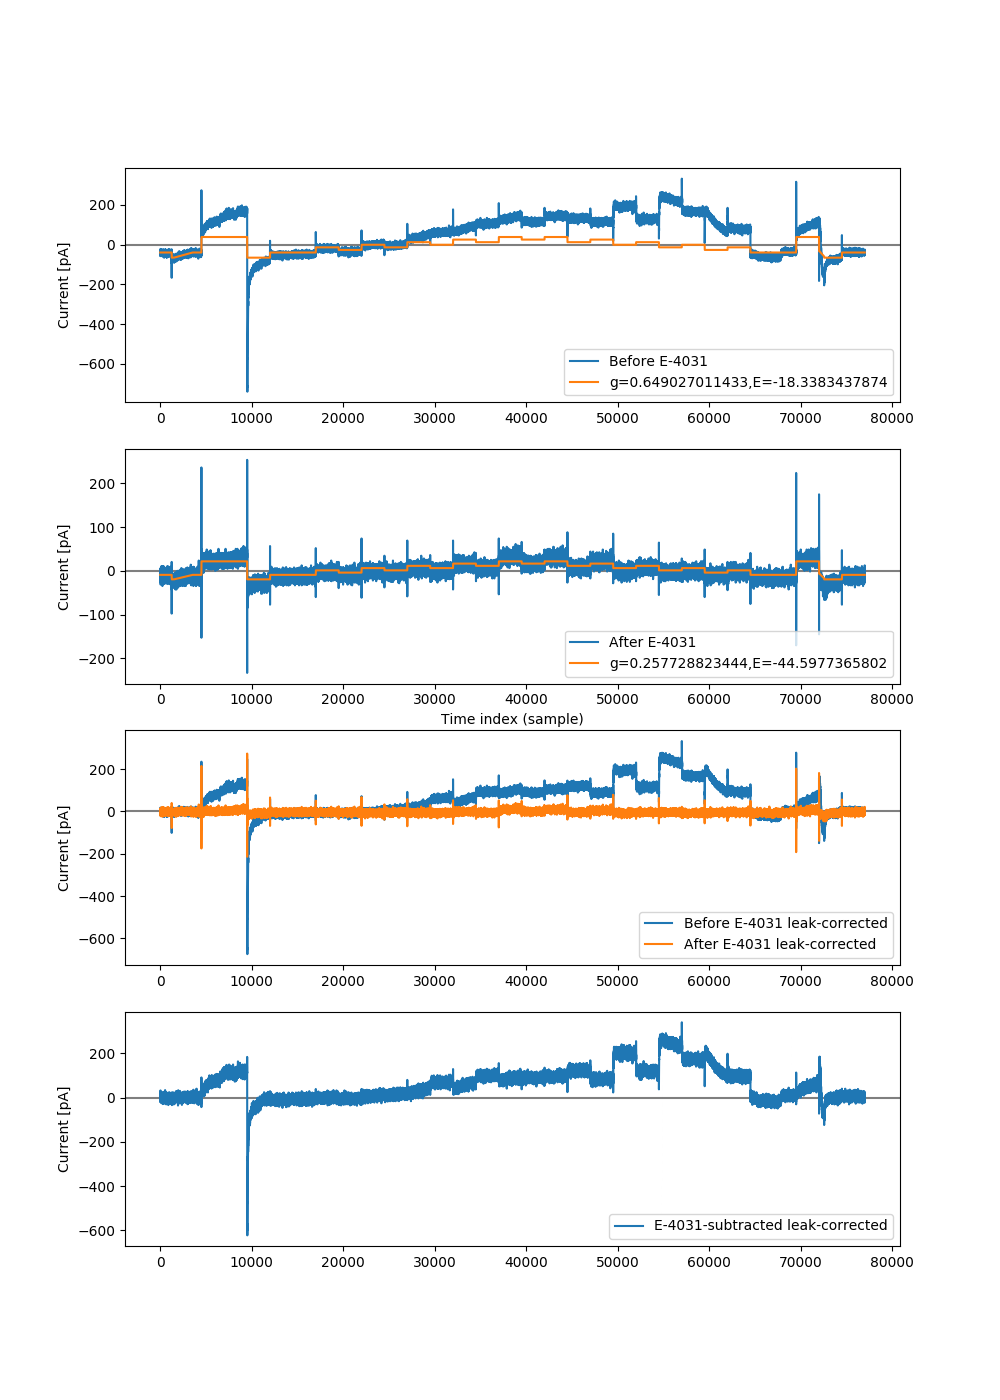 200
0
−200
−400
−600
Current [pA]
Before E-4031
g=0.649027011433,E=-18.3383437874
0 10000 20000 30000 40000 50000 60000 70000 80000
200
100
0
−100
−200
Current [pA]
After E-4031
g=0.257728823444,E=-44.5977365802
0 10000 20000 30000 40000 50000 60000 70000 80000
Time index (sample)
200
0
−200
−400
−600
Current [pA]
Before E-4031 leak-corrected
After E-4031 leak-corrected
0 10000 20000 30000 40000 50000 60000 70000 80000
200
0
−200
−400
−600
Current [pA]
E-4031-subtracted leak-corrected
0 10000 20000 30000 40000 50000 60000 70000 80000